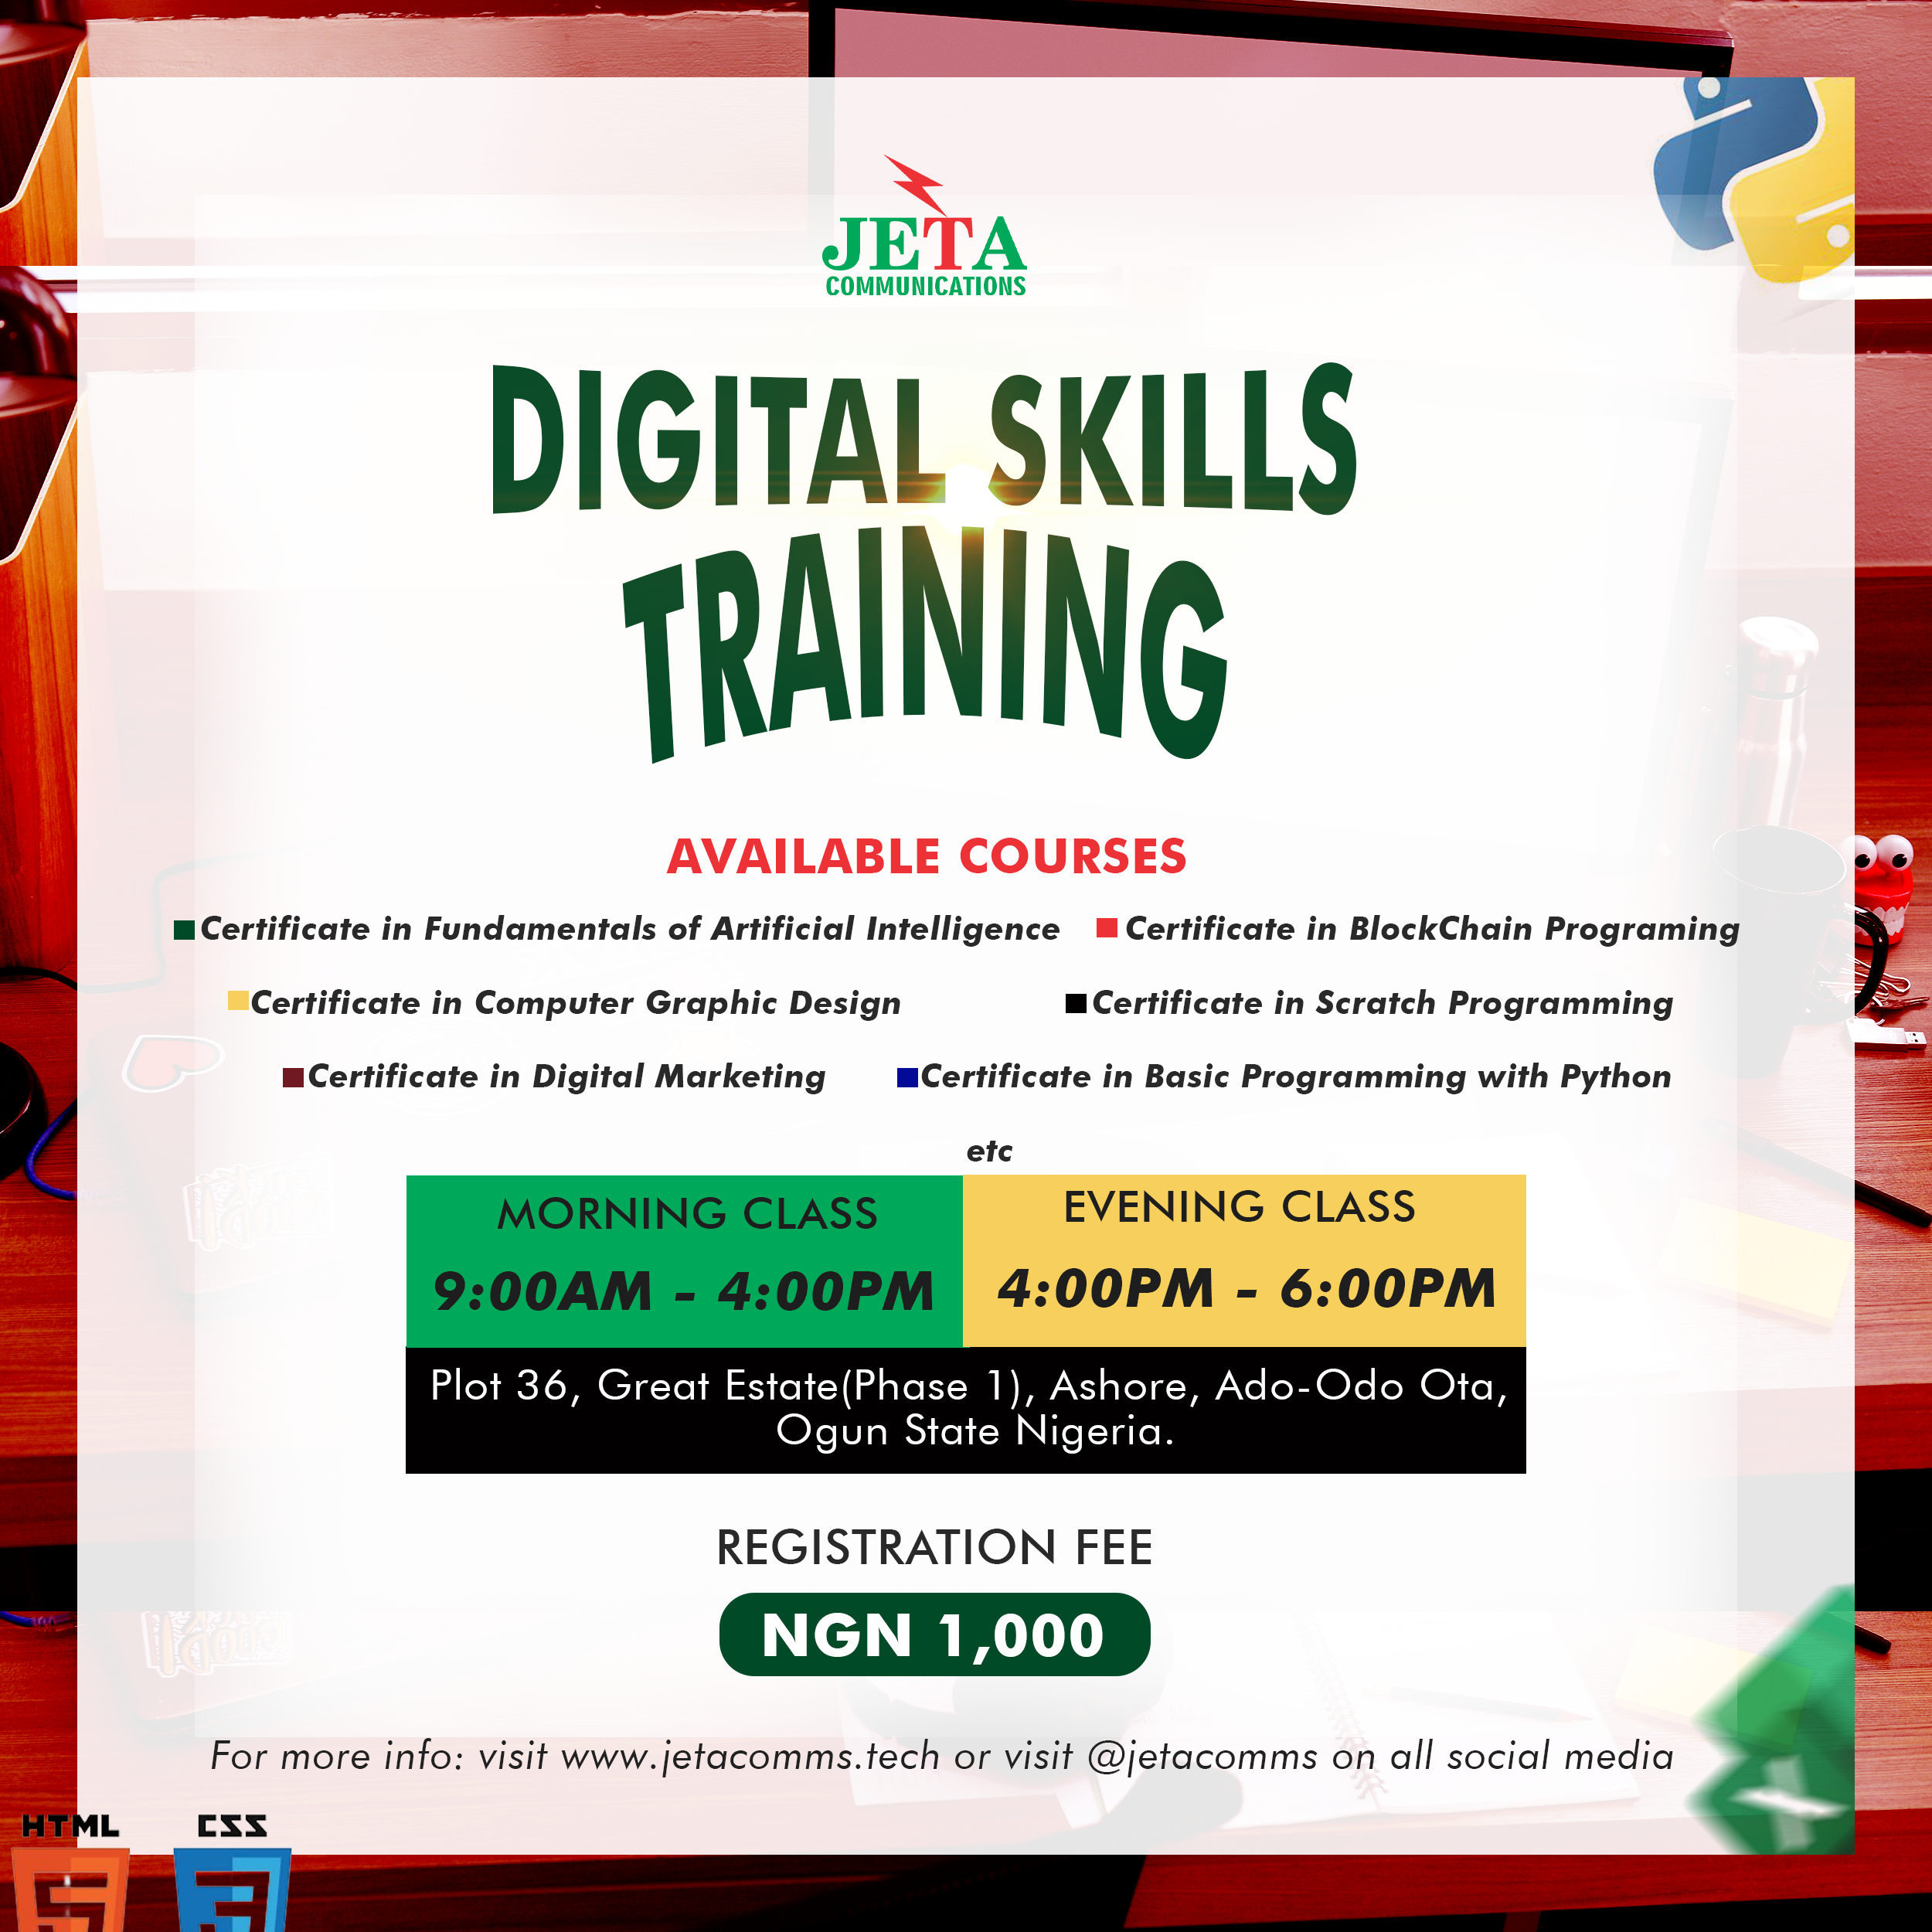 JETA
COMMUNICATIONS
DIGITAL SKILLS
TRAINING
AVAILABLE COURSES
Certificate in Fundamentals of Artificial Intelligence
Certificate in BlockChain Programing
Certificate in Computer Graphic Design
Certificate in Scratch Programming
Certificate in Digital Marketing
Certificate in Basic Programming with Python
etc
MORNING CLASS
9:00AM - 4:00PM
EVENING CLASS
4:00PM - 6:00PM
Plot 36, Great Estate(Phase 1), Ashore, Ado-Odo Ota,
Ogun State Nigeria.
REGISTRATION FEE
NGN 1,000
For more info: visit www.jetacomms.tech or visit @jetacomms on all social media
HTML
CSS